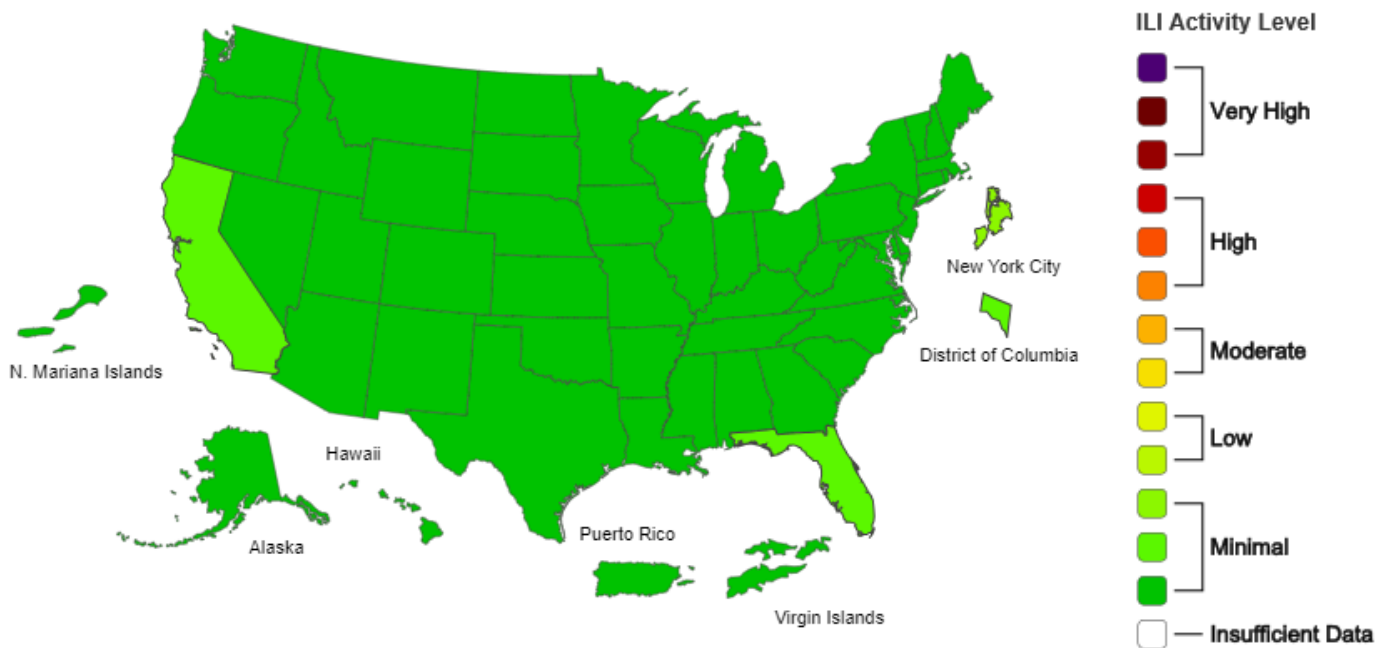 ILI Activity Level
Very High
High
Moderate
Low
Minimal
Insufficient Data
New York City
District of Columbia
N. Mariana Islands
Hawaii
Alaska
Puerto Rico
Virgin Islands